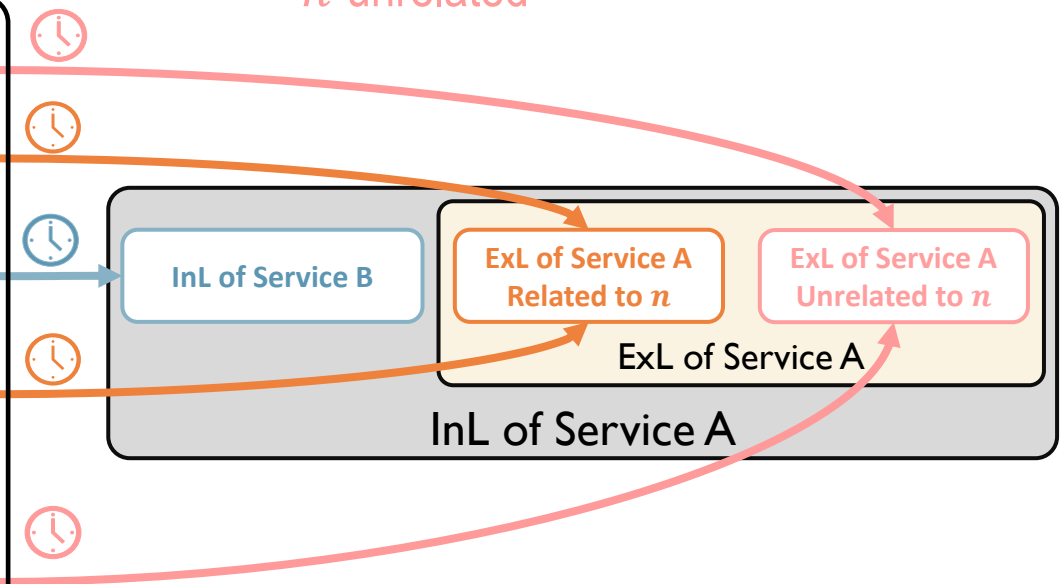 n unrelated
InL of Service B
ExL of Service A
Related to n
ExL of Service A
Unrelated to n
ExL of Service A
InL of Service A